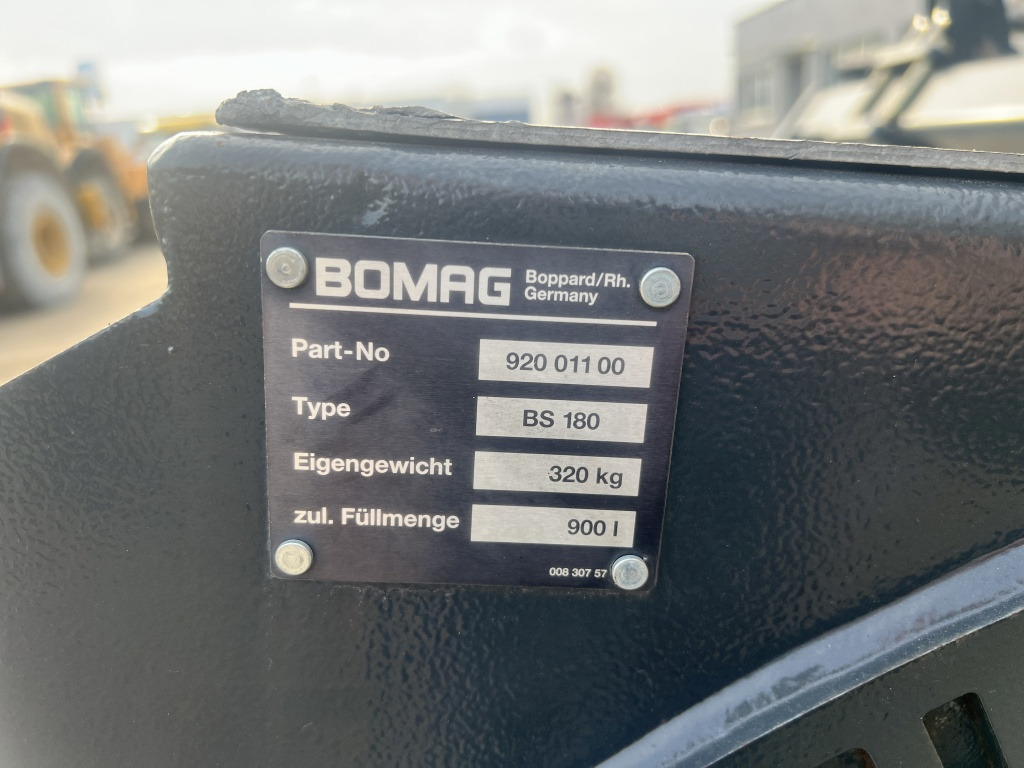 BOMAG Boppard/Rh. Germany
Part-No 920 011 00
Type BS 180
Eigengewicht 320 kg
zul. Füllmenge 900 l
008 307 57